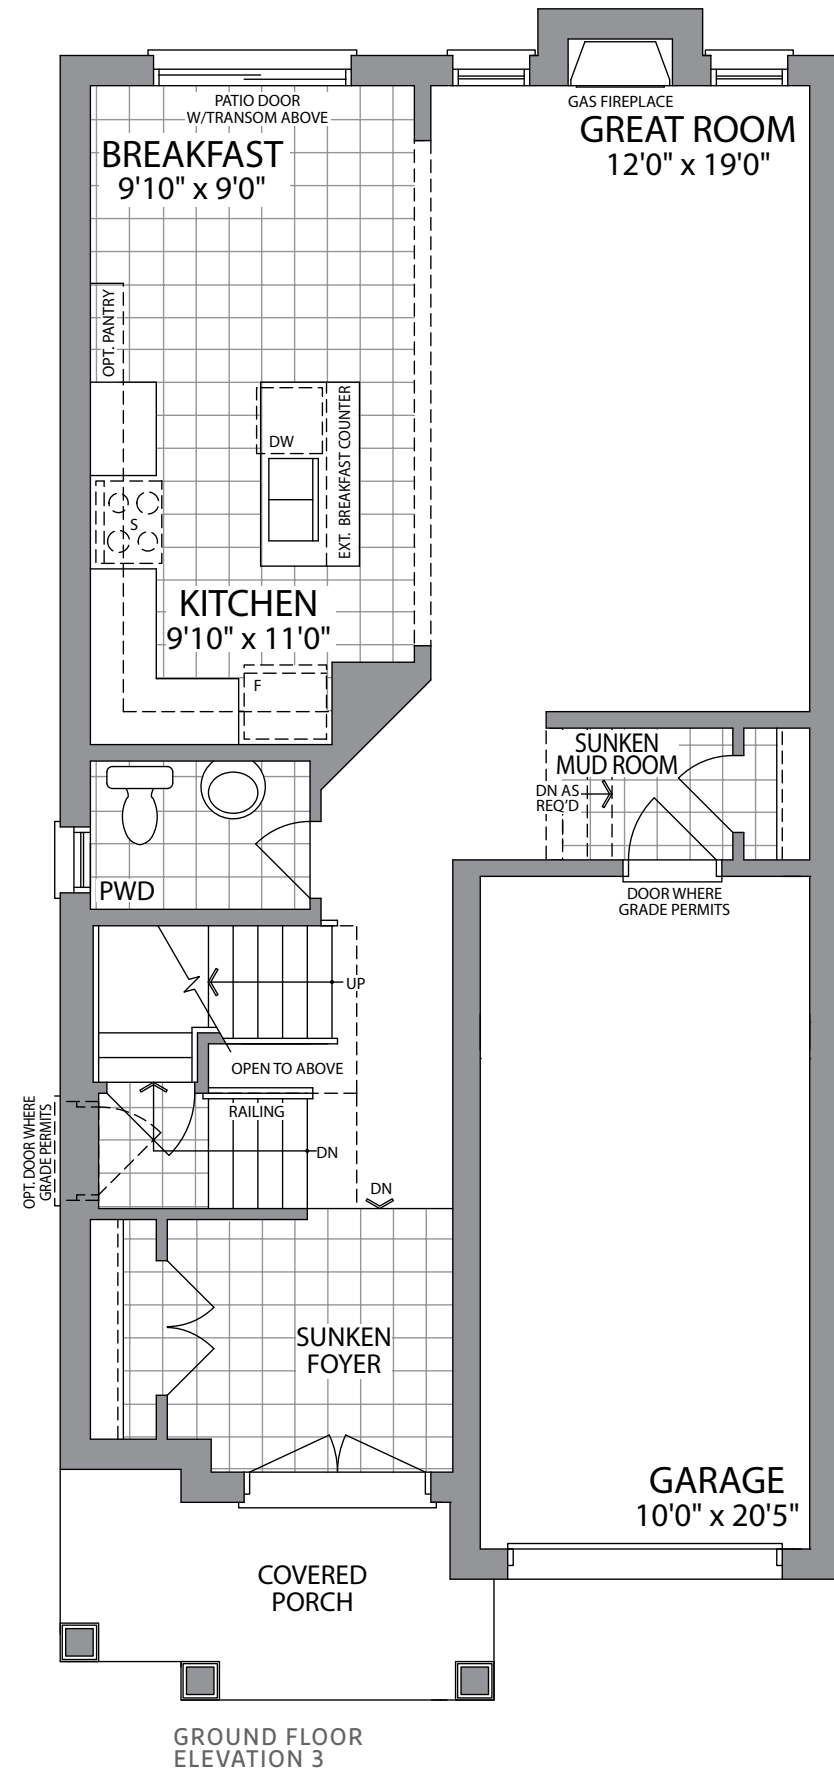 PATIO DOOR
W/TRANSOM ABOVE
BREAKFAST
9'10" x 9'0"
GAS FIREPLACE
GREAT ROOM
12'0" x 19'0"
OPT. PANTRY
DW
EXT. BREAKFAST COUNTER
S
KITCHEN
9'10" x 11'0"
F
SUNKEN
MUD ROOM
DN AS
REQ'D
PWD
DOOR WHERE
GRADE PERMITS
UP
OPEN TO ABOVE
RAILING
OPT. DOOR WHERE
GRADE PERMITS
DN
DN
SUNKEN
FOYER
GARAGE
10'0" x 20'5"
COVERED
PORCH
GROUND FLOOR
ELEVATION 3